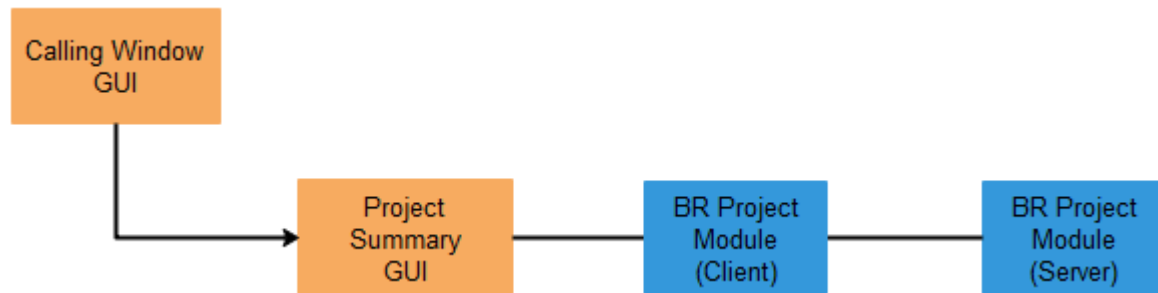 Calling Window
GUI
Project
Summary
GUI
BR Project
Module
(Client)
BR Project
Module
(Server)